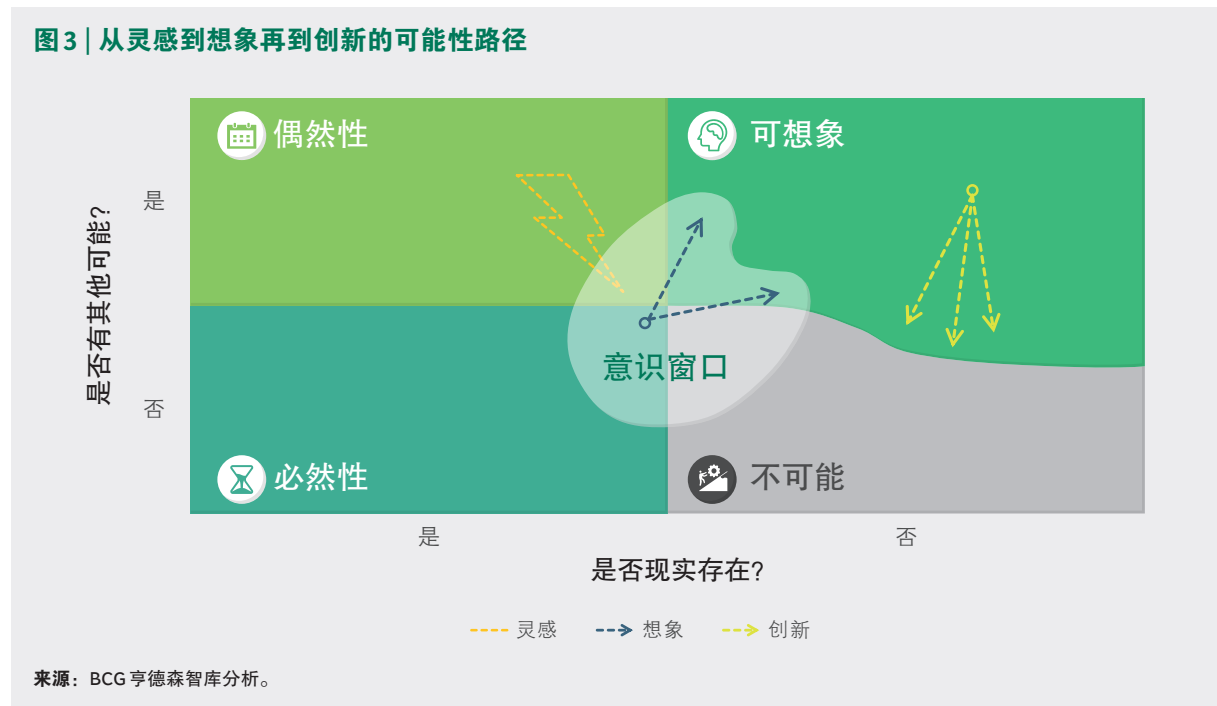 图3 | 从灵感到想象再到创新的可能性路径
偶然性
可想象
是
是否有其他可能?
意识窗口
否
必然性
不可能
是
否
是否现实存在?
灵感
想象
创新
来源：BCG亨德森智库分析。